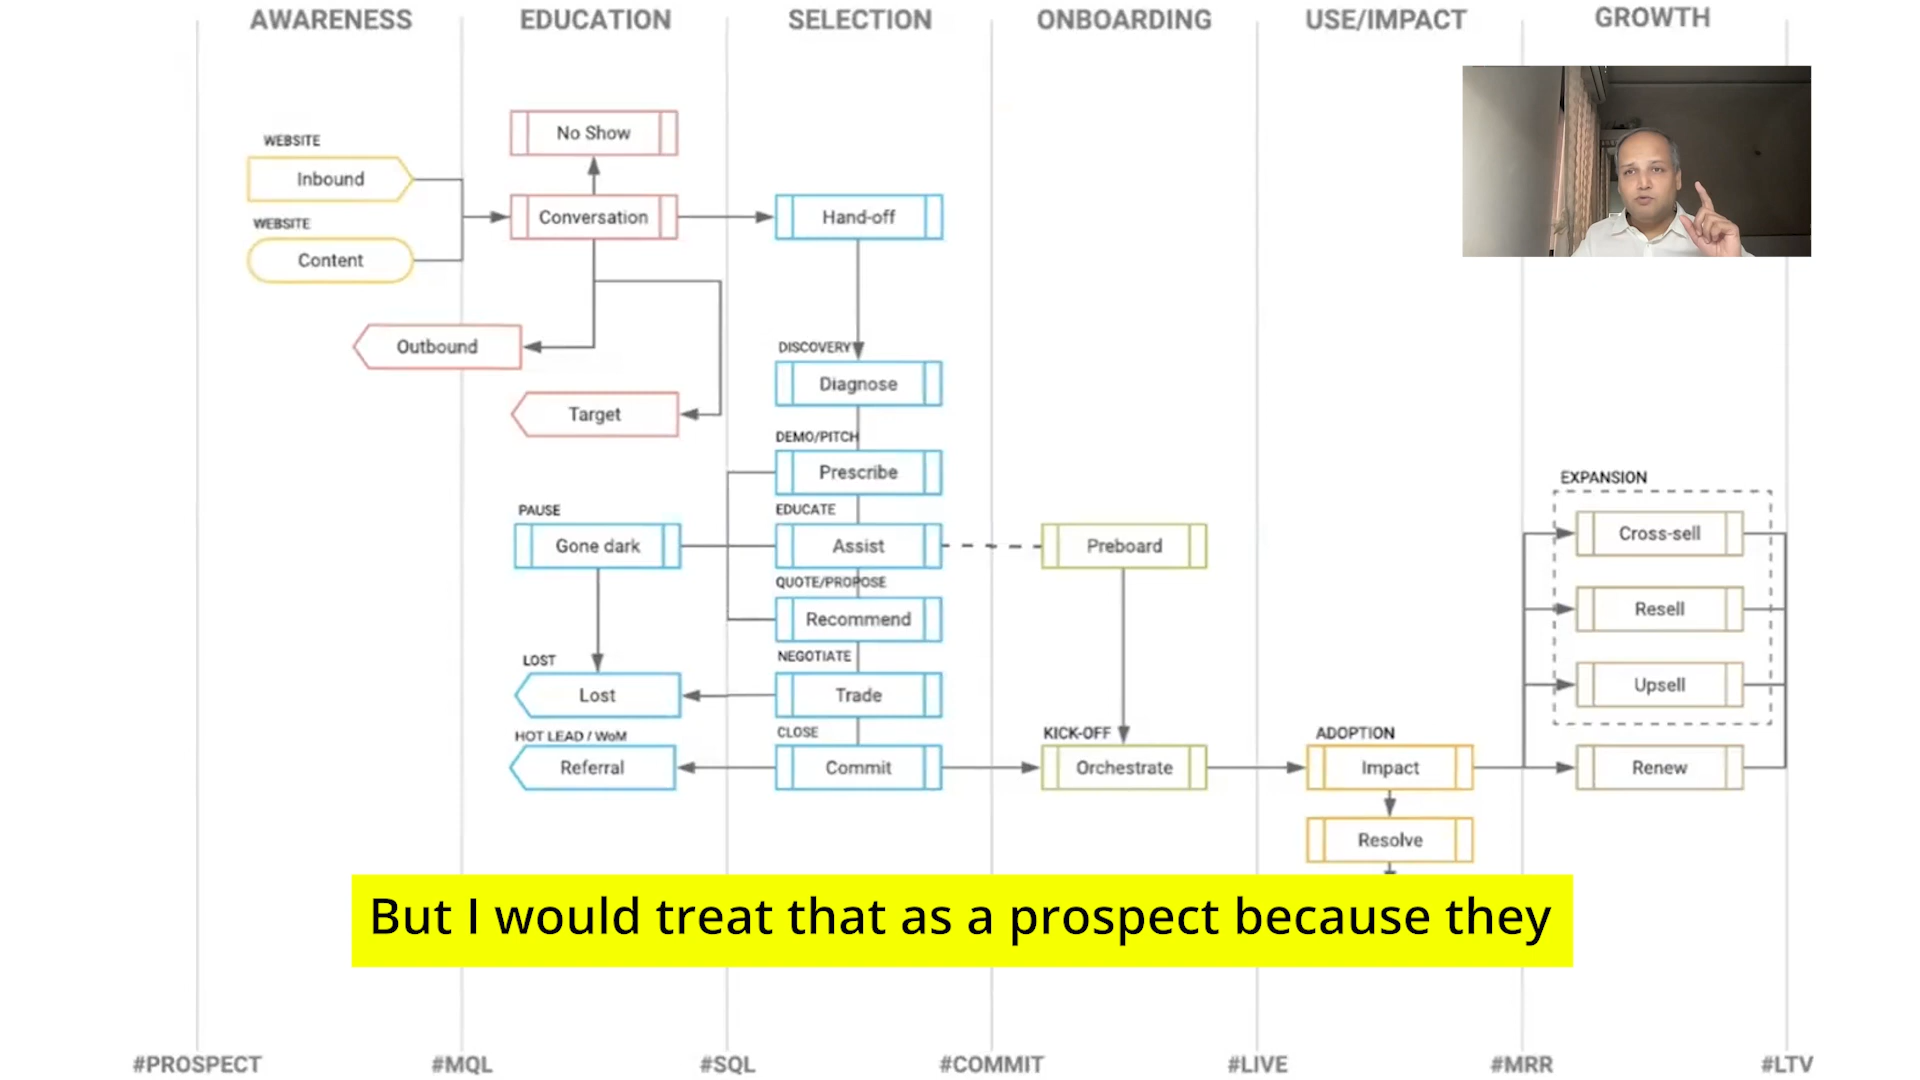 AWARENESS
EDUCATION
SELECTION
ONBOARDING
USE/IMPACT
GROWTH
WEBSITE
Inbound
WEBSITE
Content
No Show
Conversation
Outbound
Target
PAUSE
Gone dark
LOST
Lost
HOT LEAD / WoM
Referral
Hand-off
DISCOVERY
Diagnose
DEMO/PITCH
Prescribe
EDUCATE
Assist
QUOTE/PROPOSE
Recommend
NEGOTIATE
Trade
CLOSE
Commit
Preboard
KICK-OFF
Orchestrate
ADOPTION
Impact
Resolve
EXPANSION
Cross-sell
Resell
Upsell
Renew
But I would treat that as a prospect because they
#PROSPECT
#MQL
#SQL
#COMMIT
#LIVE
#MRR
#LTV